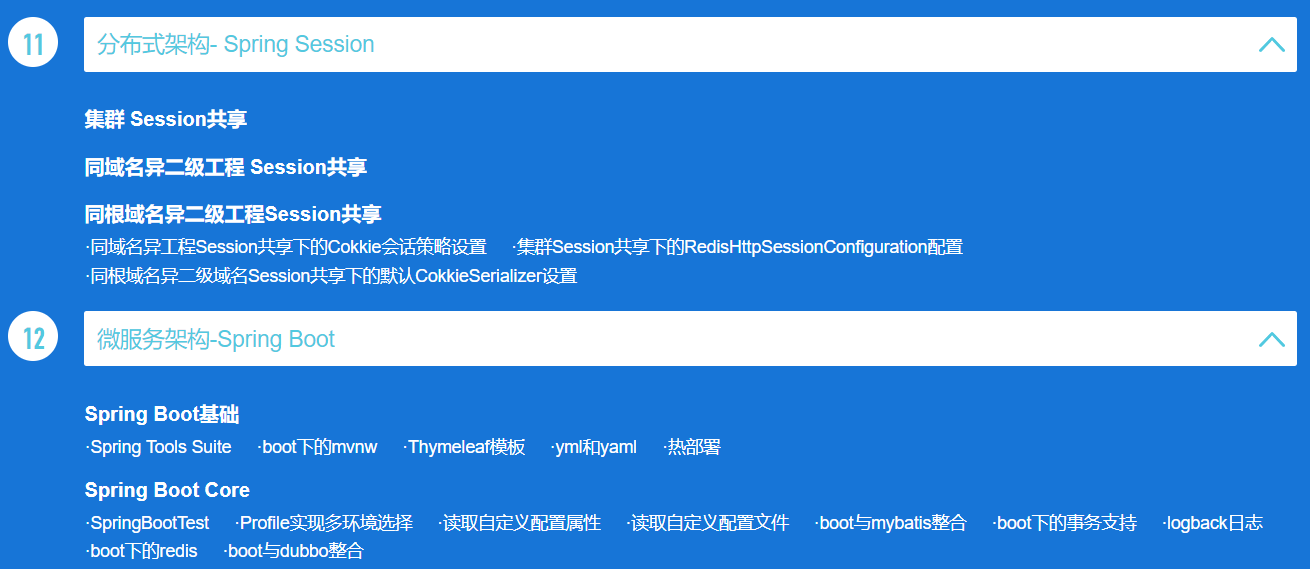 11
分布式架构- Spring Session
集群 Session共享
同域名异二级工程 Session共享
同根域名异二级工程Session共享
·同域名异工程Session共享下的Cokkie会话策略设置 ·集群Session共享下的RedisHttpSessionConfiguration配置
·同根域名异二级域名Session共享下的默认CokkieSerializer设置
12
微服务架构-Spring Boot
Spring Boot基础
·Spring Tools Suite ·boot下的mvnw ·Thymeleaf模板 ·yml和yaml ·热部署
Spring Boot Core
·SpringBootTest ·Profile实现多环境选择 ·读取自定义配置属性 ·读取自定义配置文件 ·boot与mybatis整合 ·boot下的事务支持 ·logback日志
·boot下的redis ·boot与dubbo整合